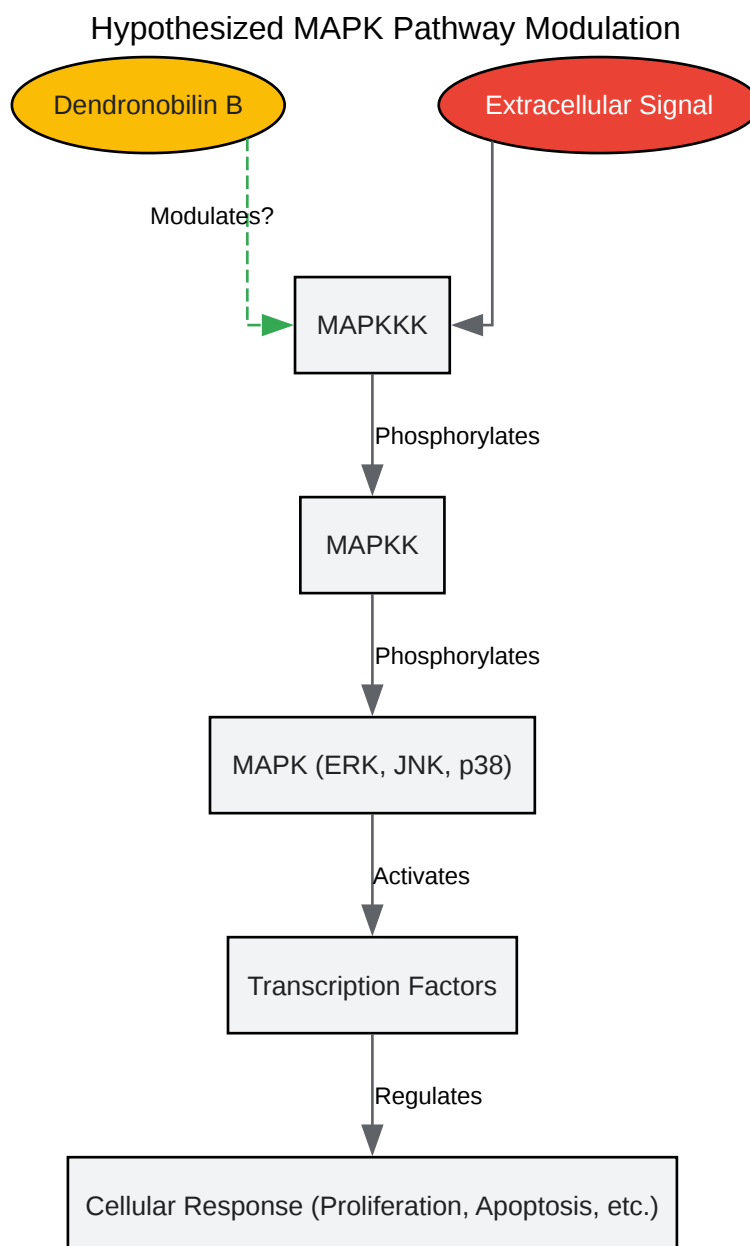 Hypothesized MAPK Pathway Modulation
Dendronobilin B
Extracellular Signal
Modulates?
MAPKKK
Phosphorylates
MAPKK
Phosphorylates
MAPK (ERK, JNK, p38)
Activates
Transcription Factors
Regulates
Cellular Response (Proliferation, Apoptosis, etc.)